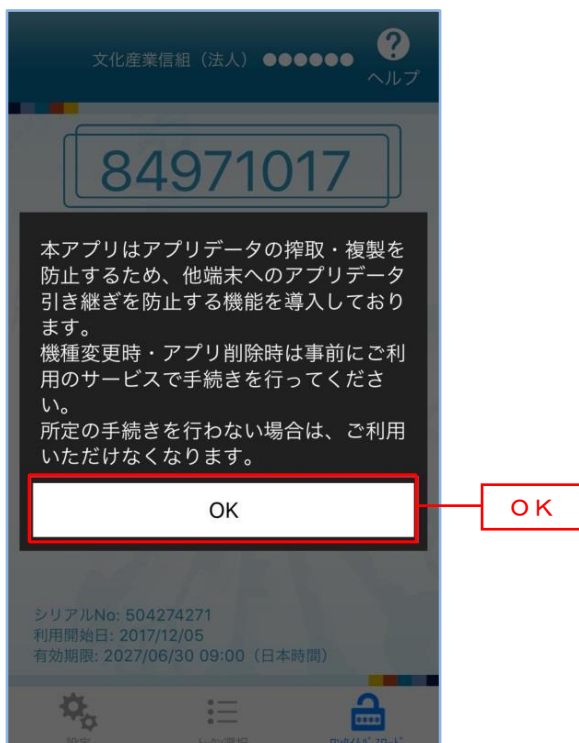 文化産業信組（法人）●●●●●●
?
ヘルプ
84971017
本アプリはアプリデータの搾取・複製を
防止するため、他端末へのアプリデータ
引き継ぎを防止する機能を導入しており
ます。
機種変更時・アプリ削除時は事前にご利
用のサービスで手続きを行ってくださ
い。
所定の手続きを行わない場合は、ご利用
いただけなくなります。
OK
ＯＫ
シリアルNo: 504274271
利用開始日: 2017/12/05
有効期限: 2027/06/30 09:00（日本時間）